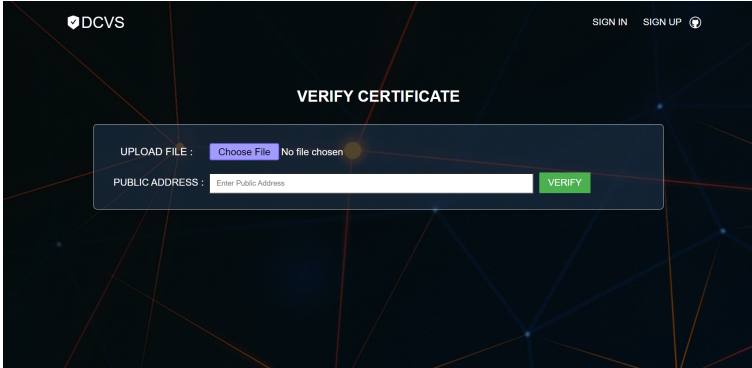 DCVS
SIGN IN SIGN UP
VERIFY CERTIFICATE
UPLOAD FILE : Choose File No file chosen
PUBLIC ADDRESS : Enter Public Address VERIFY